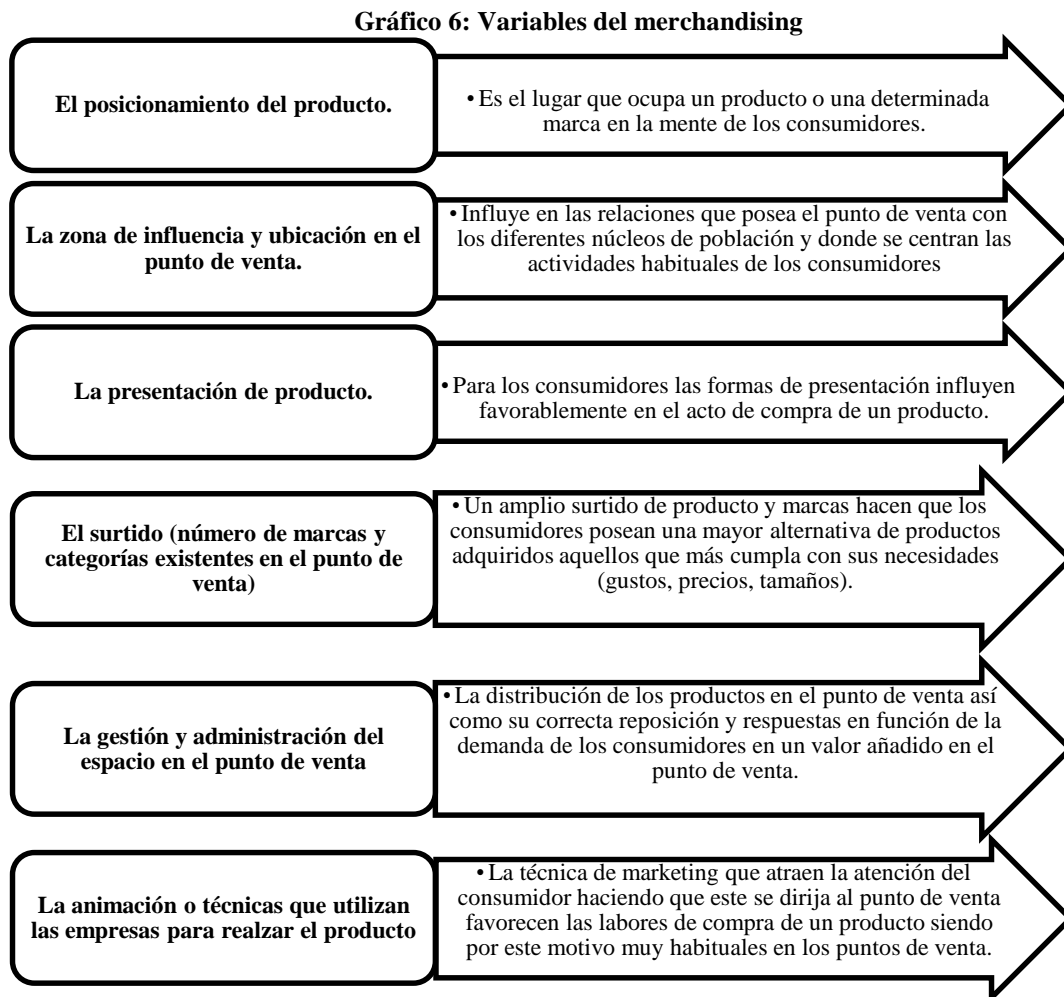 Gráfico 6: Variables del merchandising
El posicionamiento del producto.
• Es el lugar que ocupa un producto o una determinada
marca en la mente de los consumidores.
La zona de influencia y ubicación en el
punto de venta.
• Influye en las relaciones que posea el punto de venta con
los diferentes núcleos de población y donde se centran las
actividades habituales de los consumidores
La presentación de producto.
• Para los consumidores las formas de presentación influyen
favorablemente en el acto de compra de un producto.
El surtido (número de marcas y
categorías existentes en el punto de
venta)
• Un amplio surtido de producto y marcas hacen que los
consumidores posean una mayor alternativa de productos
adquiridos aquellos que más cumpla con sus necesidades
(gustos, precios, tamaños).
La gestión y administración del
espacio en el punto de venta
• La distribución de los productos en el punto de venta así
como su correcta reposición y respuestas en función de la
demanda de los consumidores en un valor añadido en el
punto de venta.
La animación o técnicas que utilizan
las empresas para realzar el producto
• La técnica de marketing que atraen la atención del
consumidor haciendo que este se dirija al punto de venta
favorecen las labores de compra de un producto siendo
por este motivo muy habituales en los puntos de venta.